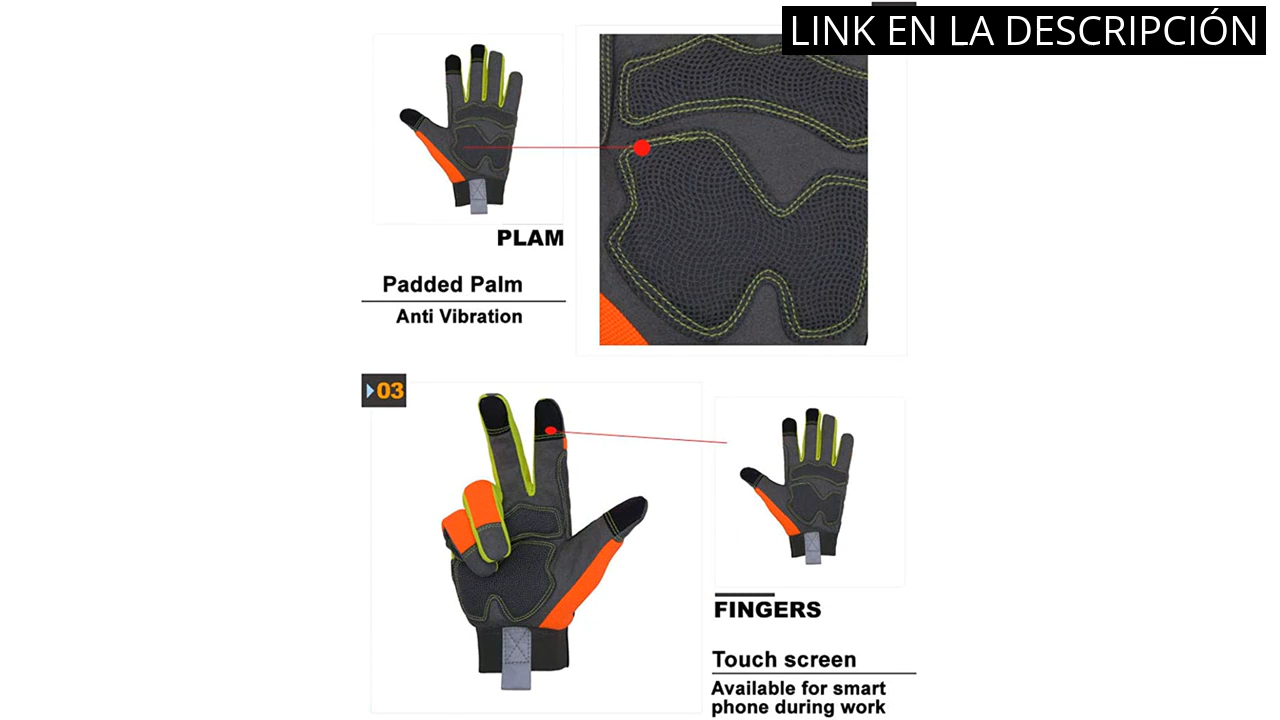 LINK EN LA DESCRIPCIÓN
PLAM
Padded Palm
Anti Vibration
03
FINGERS
Touch screen
Available for smart
phone during work